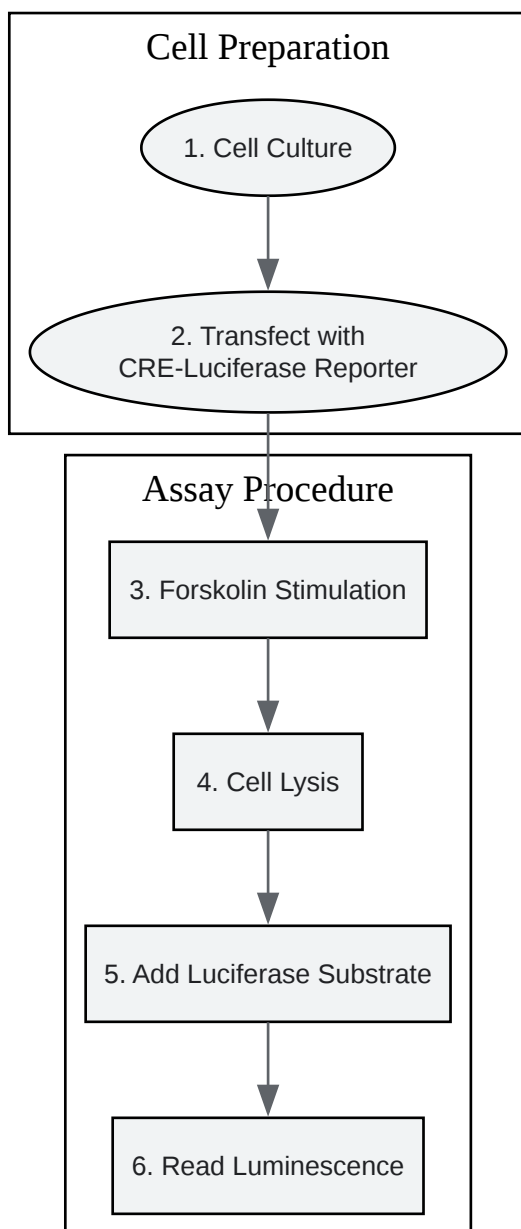 Cell Preparation
1. Cell Culture
2. Transfect with
CRE-Luciferase Reporter
Assay Procedure
3. Forskolin Stimulation
4. Cell Lysis
5. Add Luciferase Substrate
6. Read Luminescence